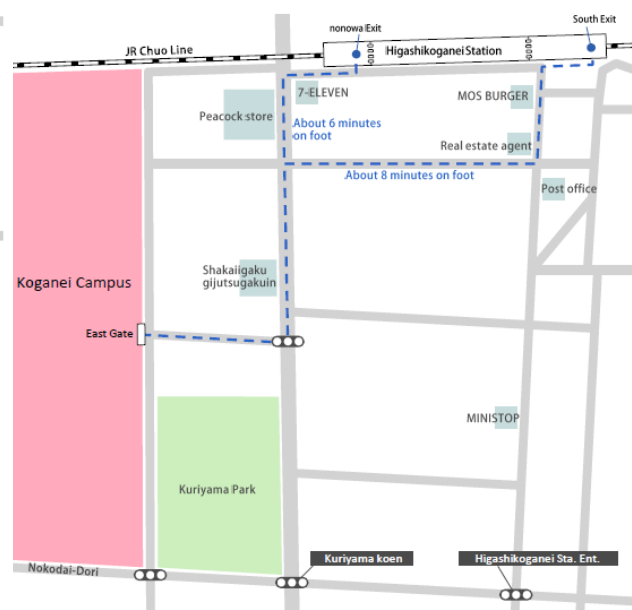 South Exit
nonowa Exit
JR Chuo Line
Higashikoganei Station
7-ELEVEN
MOS BURGER
Peacock store
About 6 minutes
on foot
Real estate agent
About 8 minutes on foot
Post office
Shakaiigaku
gijutsugakuin
Koganei Campus
East Gate
MINISTOP
Kuriyama Park
Nokodai-Dori
Kuriyama koen
Higashikoganei Sta. Ent.